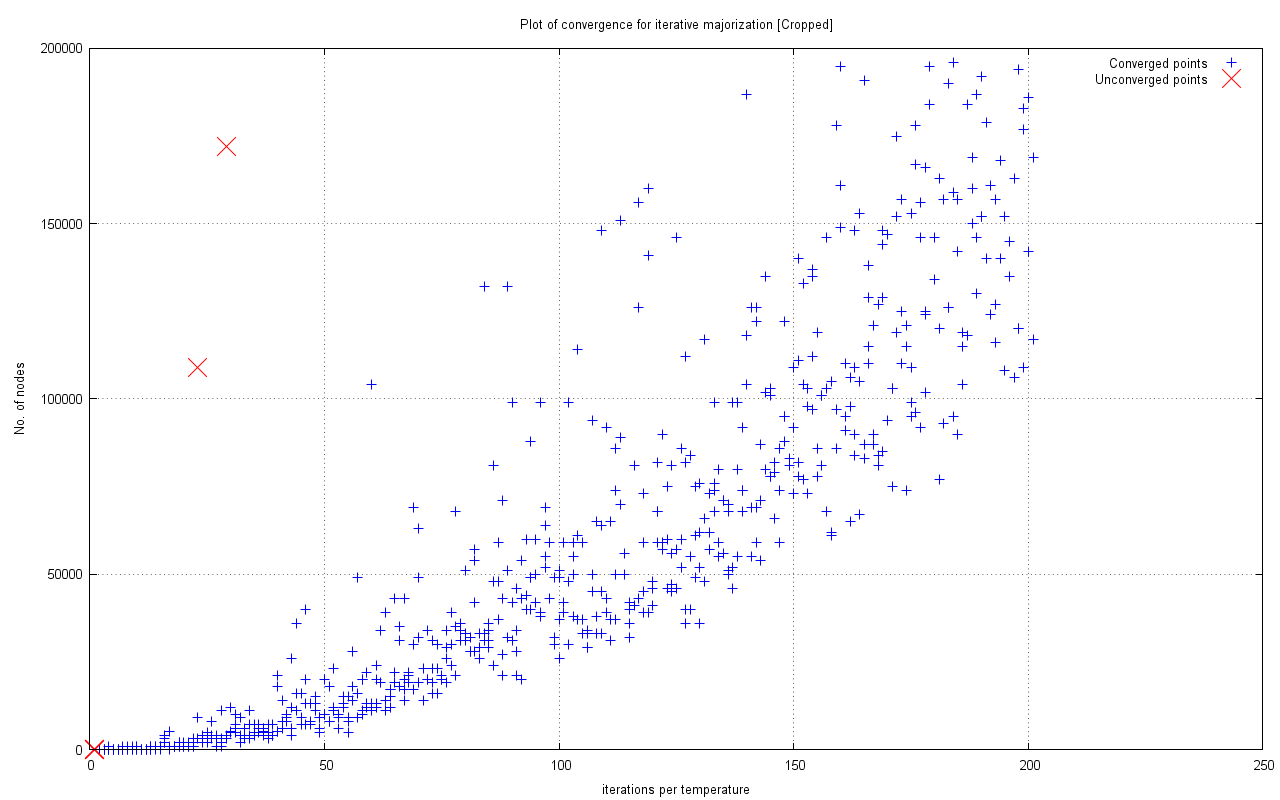 Plot of convergence for iterative majorization [Cropped]
200000
Converged points
Unconverged points
150000
No. of nodes
100000
50000
0
0 50 100 150 200 250
iterations per temperature